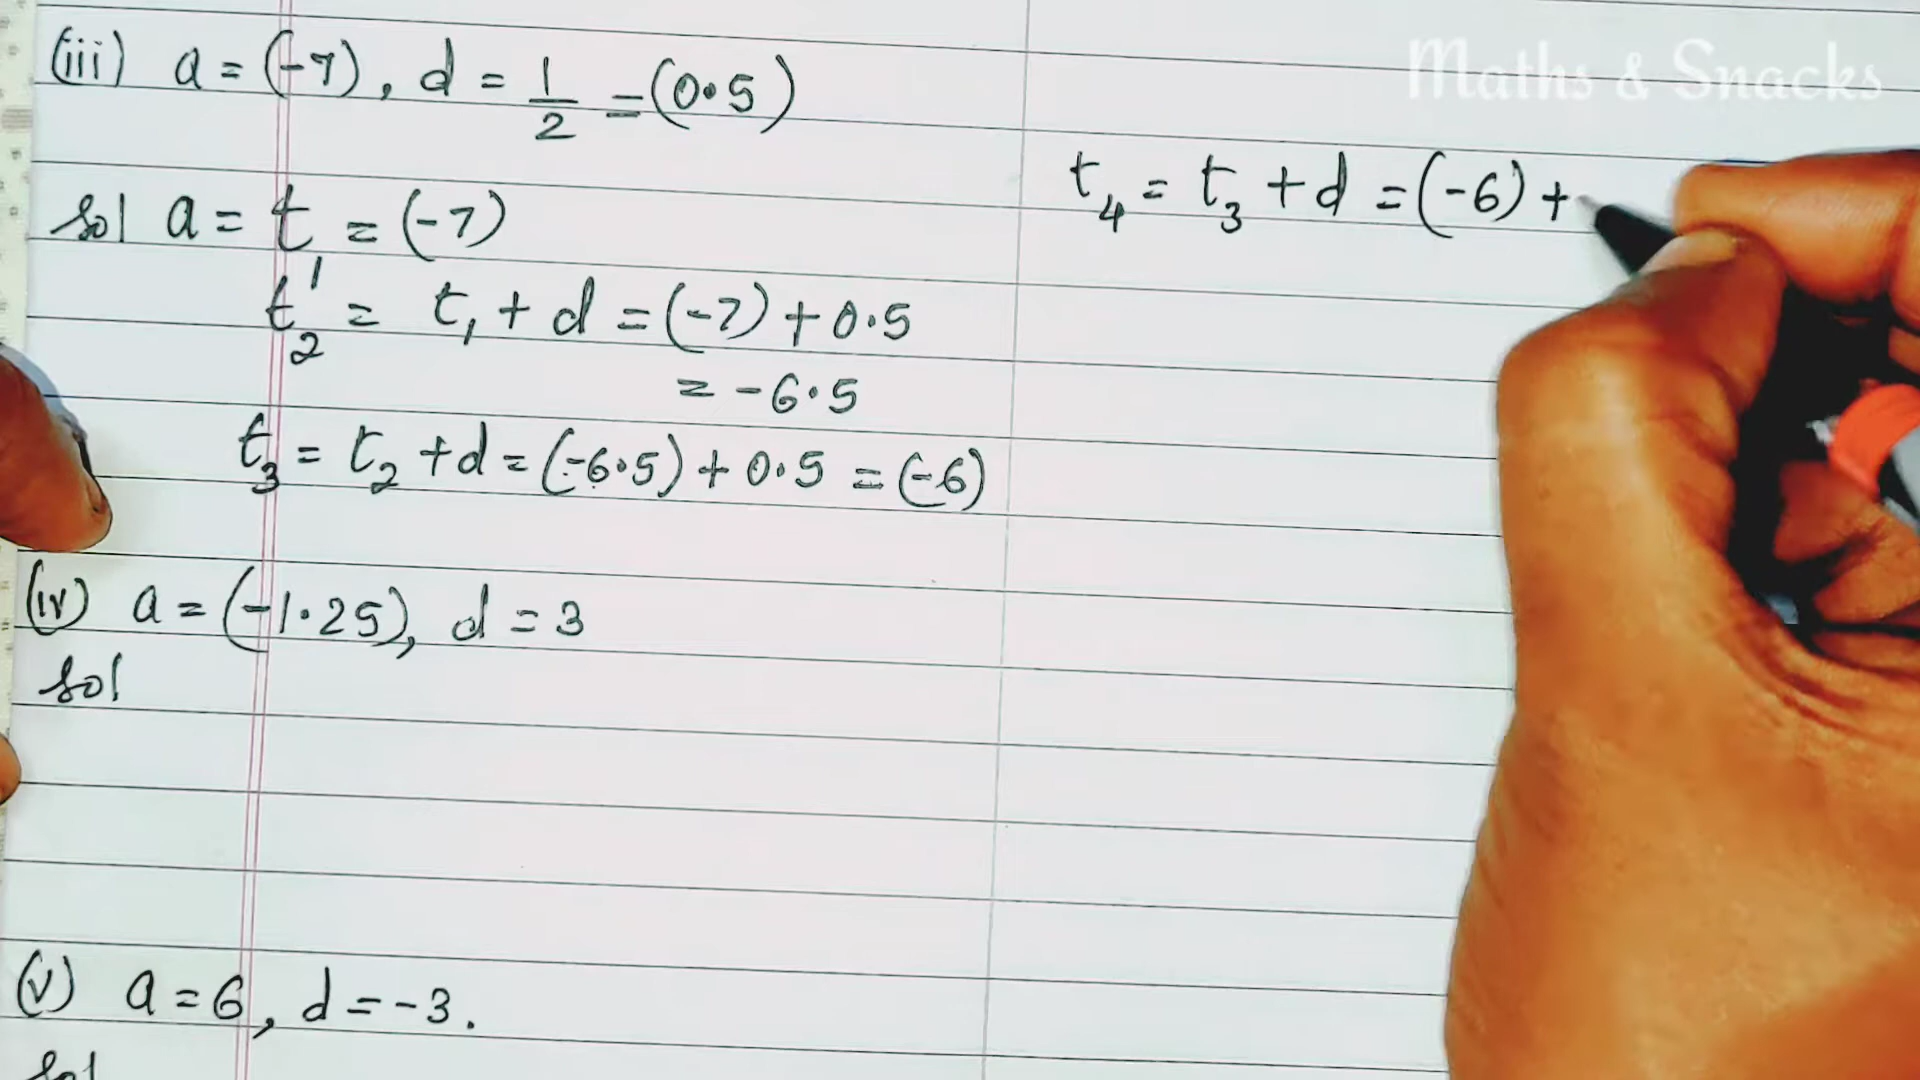 Maths & Snacks
(iii) a = (-7), d = 1/2 = (0.5)
sol a = t₁ = (-7)
t₂ = t₁ + d = (-7) + 0.5
= -6.5
t₃ = t₂ + d = (-6.5) + 0.5 = (-6)
t₄ = t₃ + d = (-6) +
(iv) a = (-1.25), d = 3
sol
(v) a = 6, d = -3.
sol